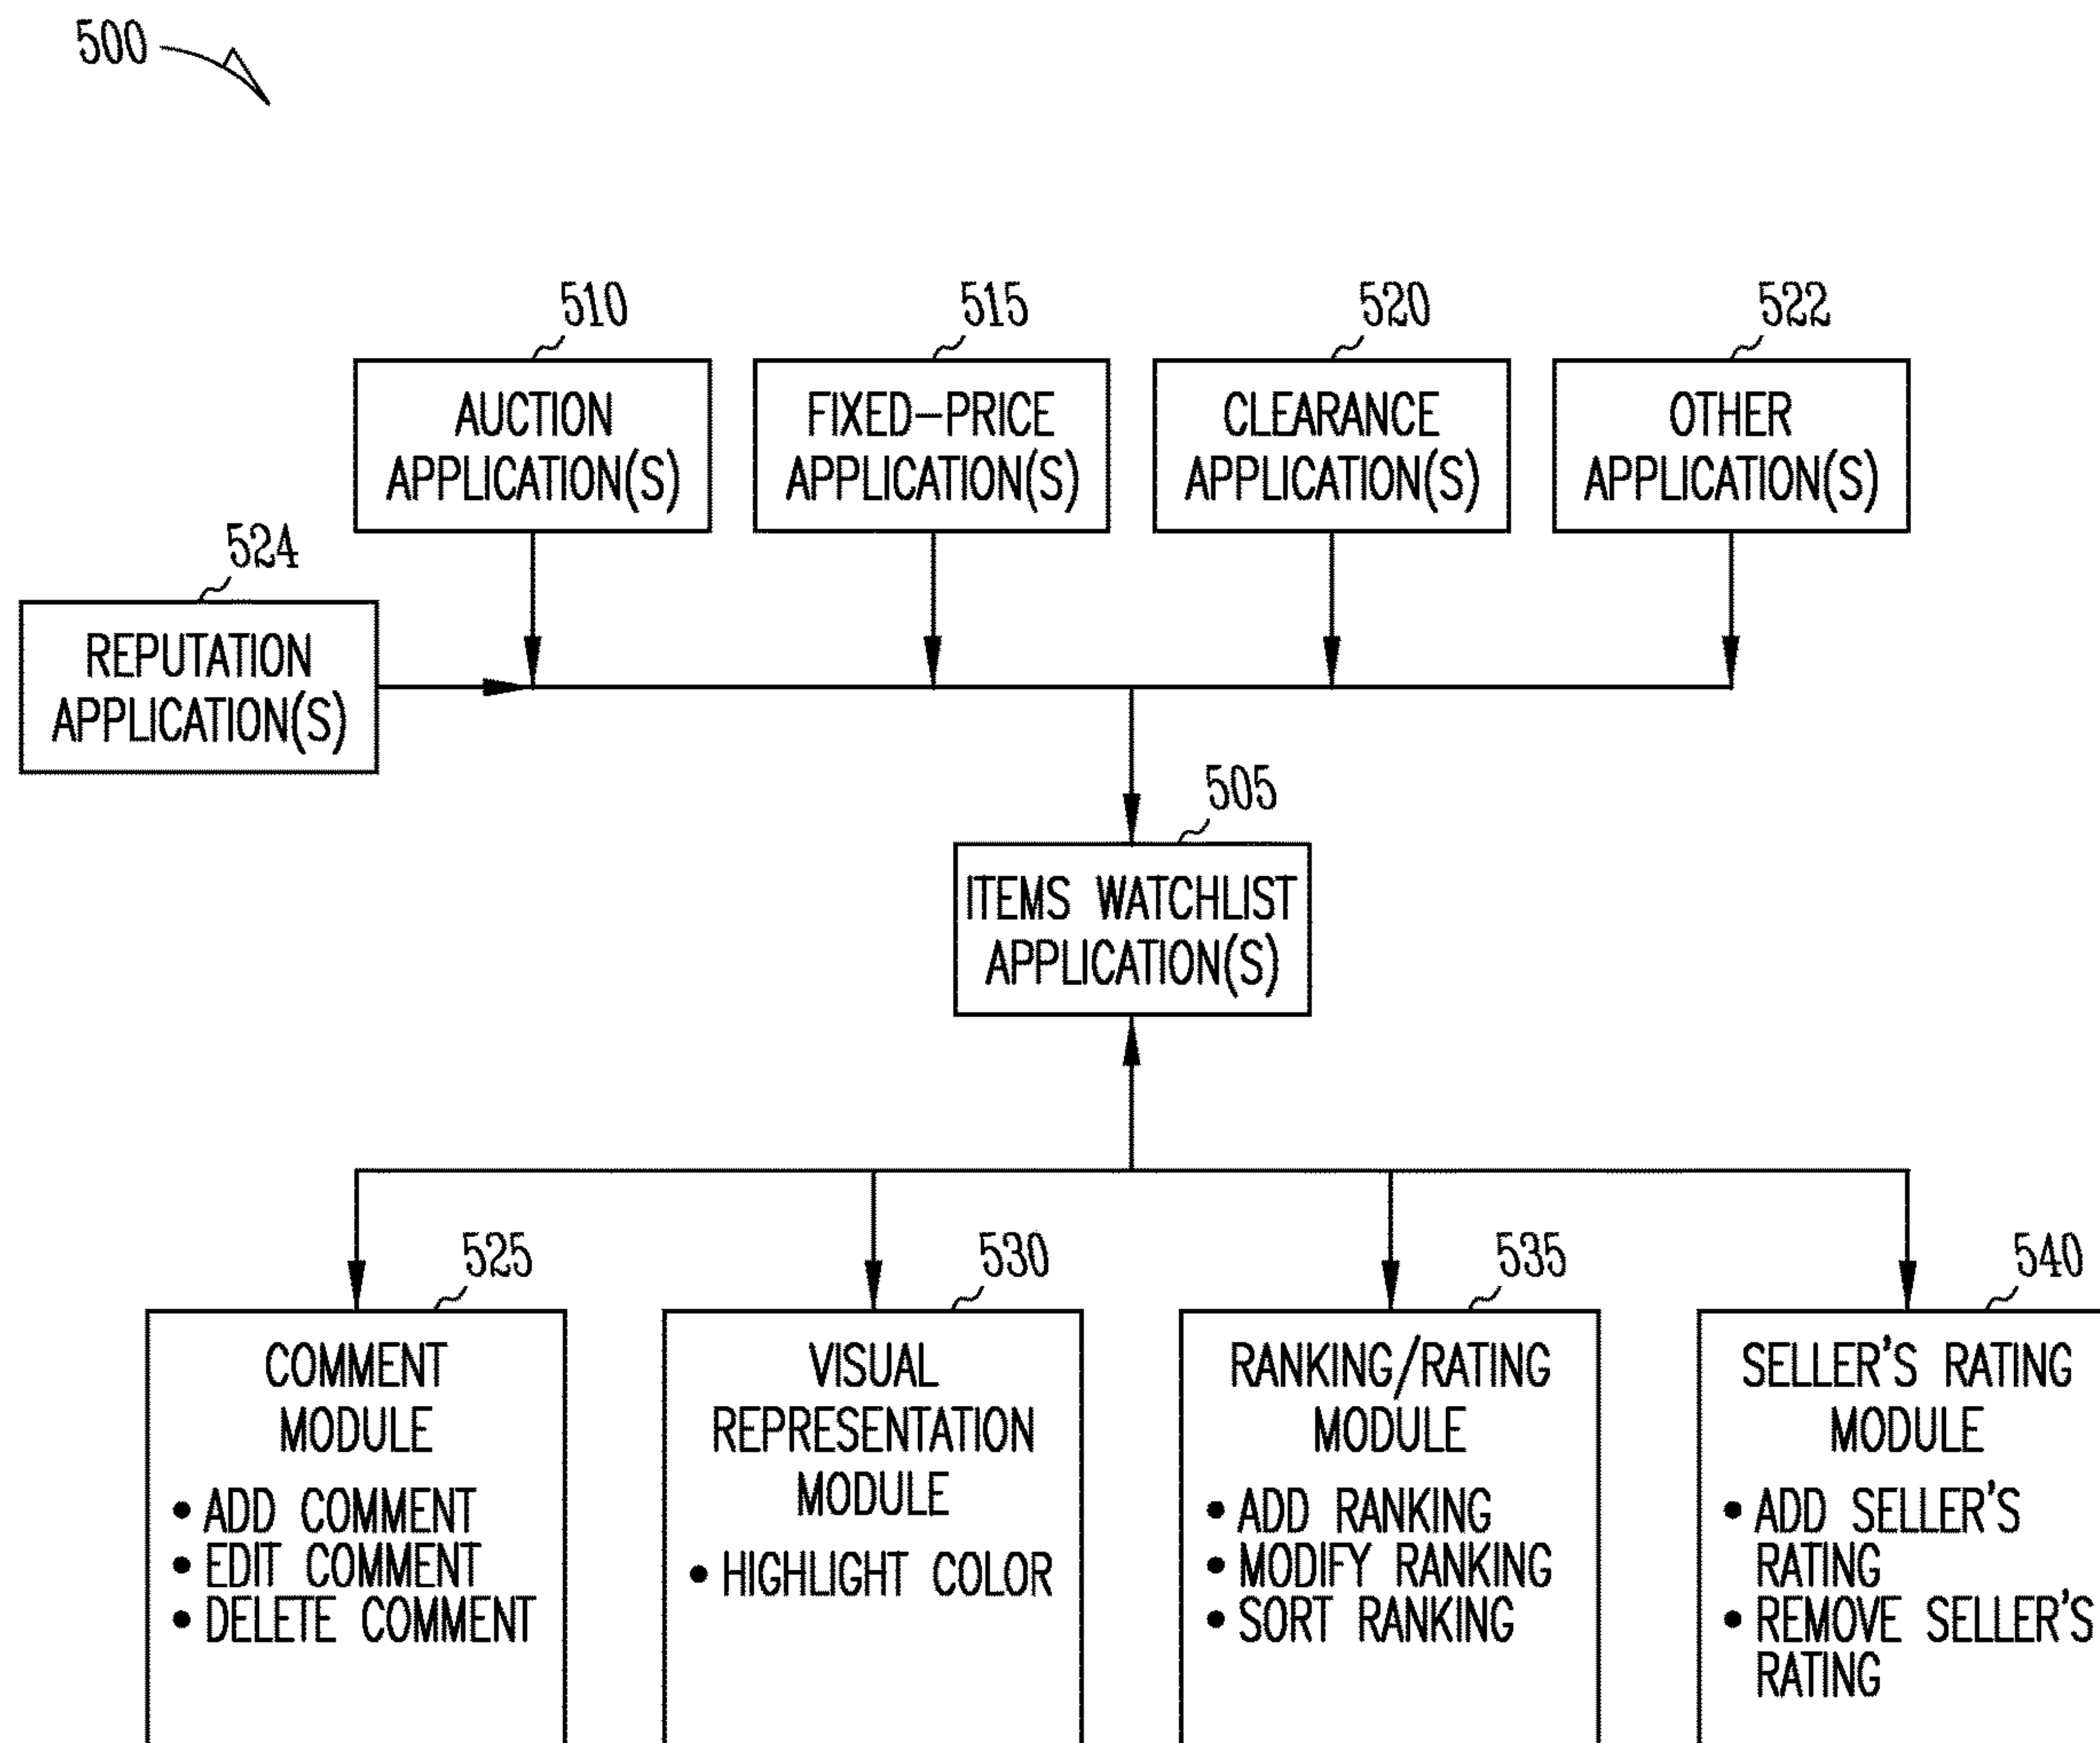 500
510
AUCTION
APPLICATION(S)
515
FIXED-PRICE
APPLICATION(S)
520
CLEARANCE
APPLICATION(S)
522
OTHER
APPLICATION(S)
524
REPUTATION
APPLICATION(S)
505
ITEMS WATCHLIST
APPLICATION(S)
525
COMMENT
MODULE
• ADD COMMENT
• EDIT COMMENT
• DELETE COMMENT
530
VISUAL
REPRESENTATION
MODULE
• HIGHLIGHT COLOR
535
RANKING/RATING
MODULE
• ADD RANKING
• MODIFY RANKING
• SORT RANKING
540
SELLER'S RATING
MODULE
• ADD SELLER'S
RATING
• REMOVE SELLER'S
RATING